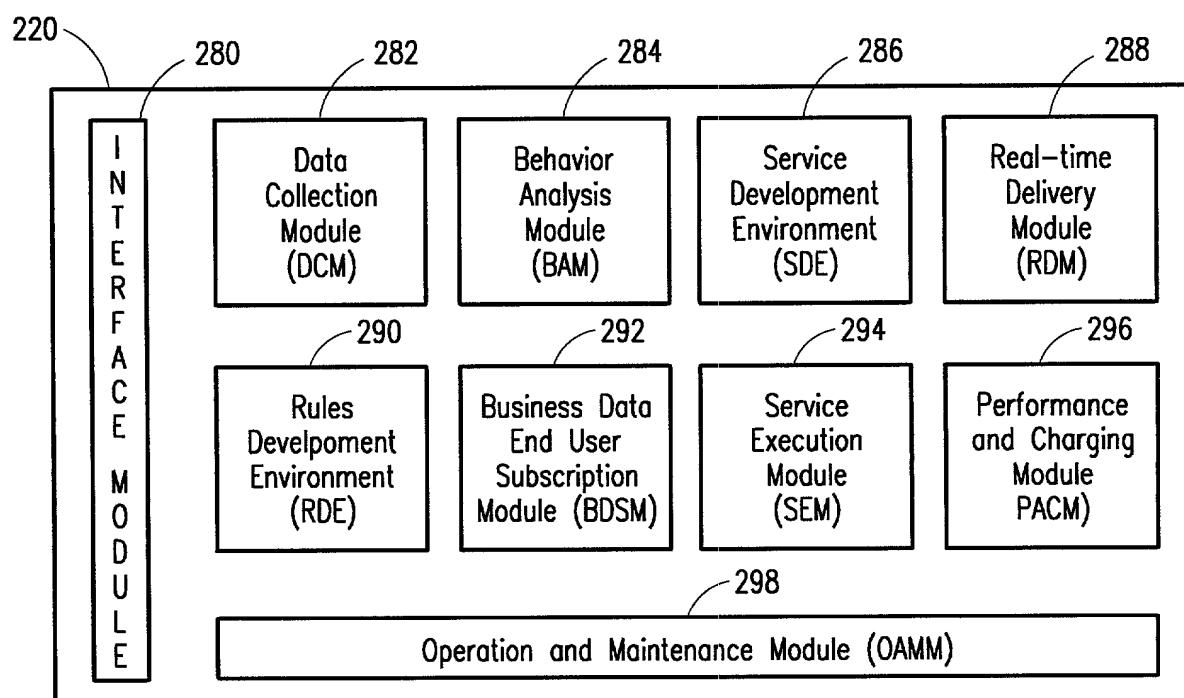 220
280
282
284
286
288
INTERFACE MODULE
Data
Collection
Module
(DCM)
Behavior
Analysis
Module
(BAM)
Service
Development
Environment
(SDE)
Real-time
Delivery
Module
(RDM)
290
292
294
296
Rules
Develpoment
Environment
(RDE)
Business Data
End User
Subscription
Module (BDSM)
Service
Execution
Module
(SEM)
Performance
and Charging
Module
PACM)
298
Operation and Maintenance Module (OAMM)